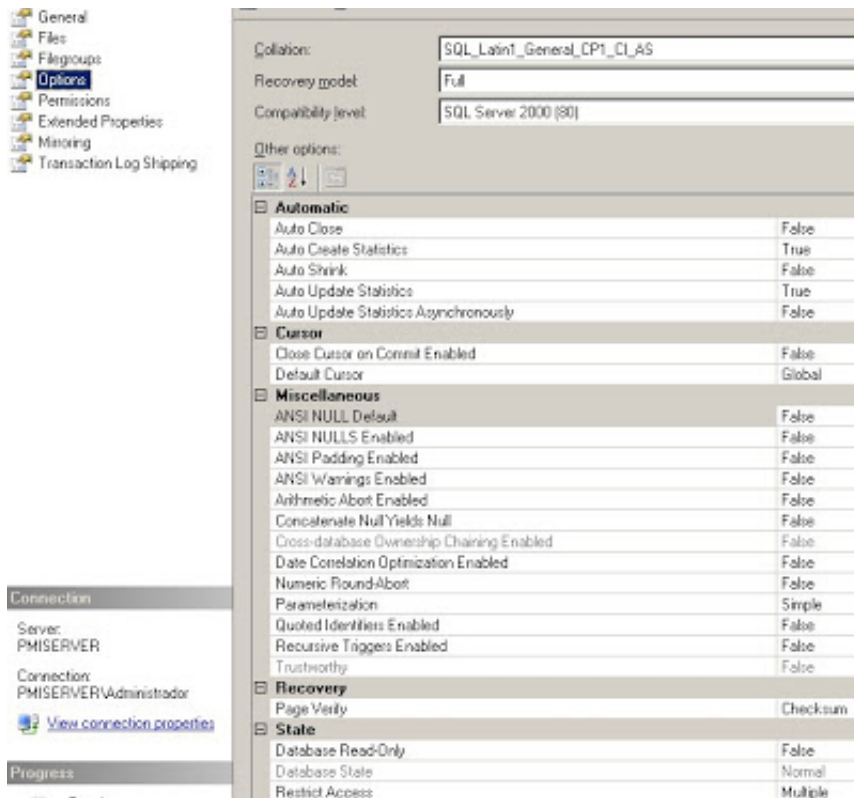 General
Files
Filegroups
Options
Permissions
Extended Properties
Mirroring
Transaction Log Shipping
Collation: SQL_Latin1_General_CP1_CI_AS
Recovery model: Full
Compatibility level: SQL Server 2000 (80)
Other options:
Automatic
Auto Close False
Auto Create Statistics True
Auto Shrink False
Auto Update Statistics True
Auto Update Statistics Asynchronously False
Cursor
Close Cursor on Commit Enabled False
Default Cursor Global
Miscellaneous
ANSI NULL Default False
ANSI NULLS Enabled False
ANSI Padding Enabled False
ANSI Warnings Enabled False
Arithmetic Abort Enabled False
Concatenate Null Yields Null False
Cross-database Ownership Chaining Enabled False
Date Correlation Optimization Enabled False
Numeric Round-Abort False
Parameterization Simple
Quoted Identifiers Enabled False
Recursive Triggers Enabled False
Trustworthy False
Recovery
Page Verify Checksum
State
Database Read-Only False
Database State Normal
Restrict Access Multiple
Connection
Server:
PMISERVER
Connection:
PMISERVER\Administrador
View connection properties
Progress